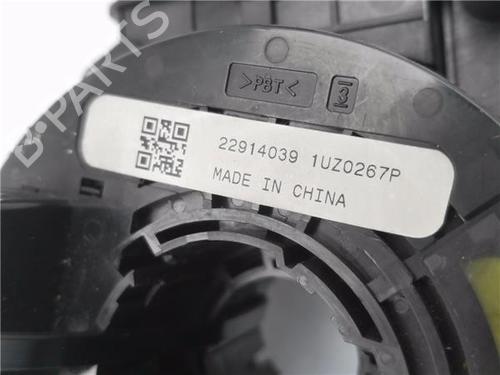 >PBT<
3
22914039 1UZ0267P
MADE IN CHINA
B-PARTS